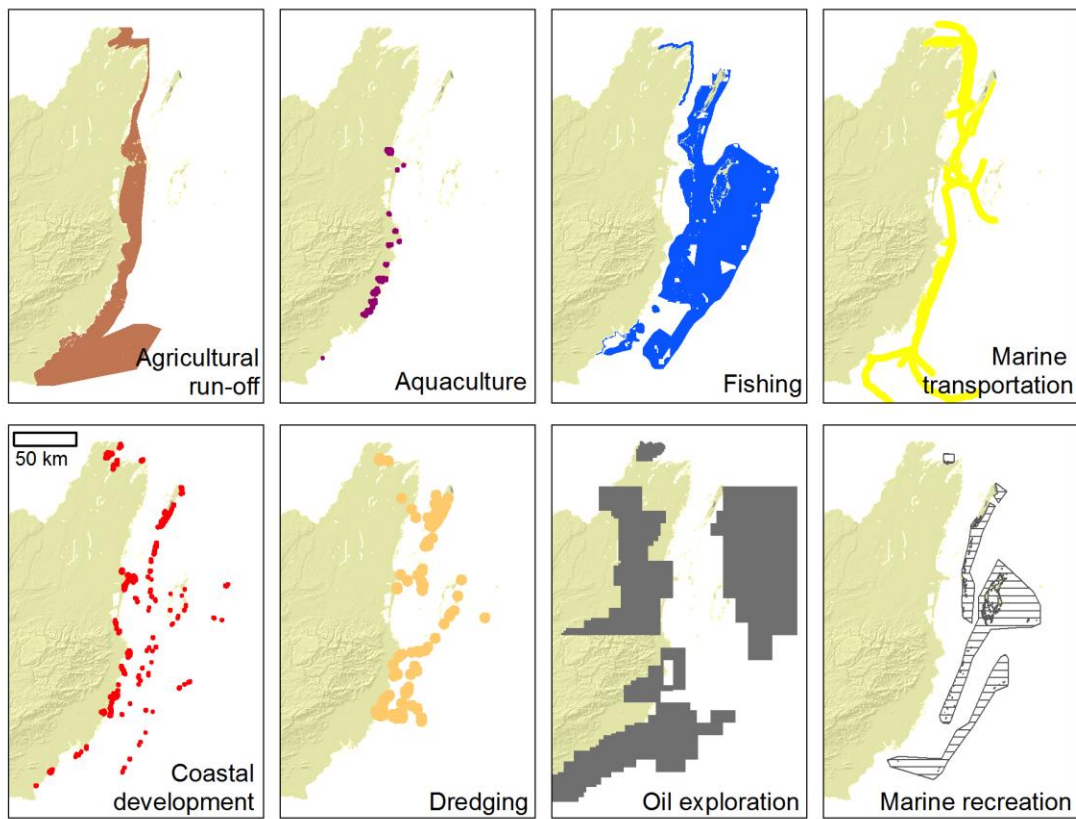 Agricultural
run-off
Aquaculture
Fishing
Marine
transportation
50 km
Coastal
development
Dredging
Oil exploration
Marine recreation